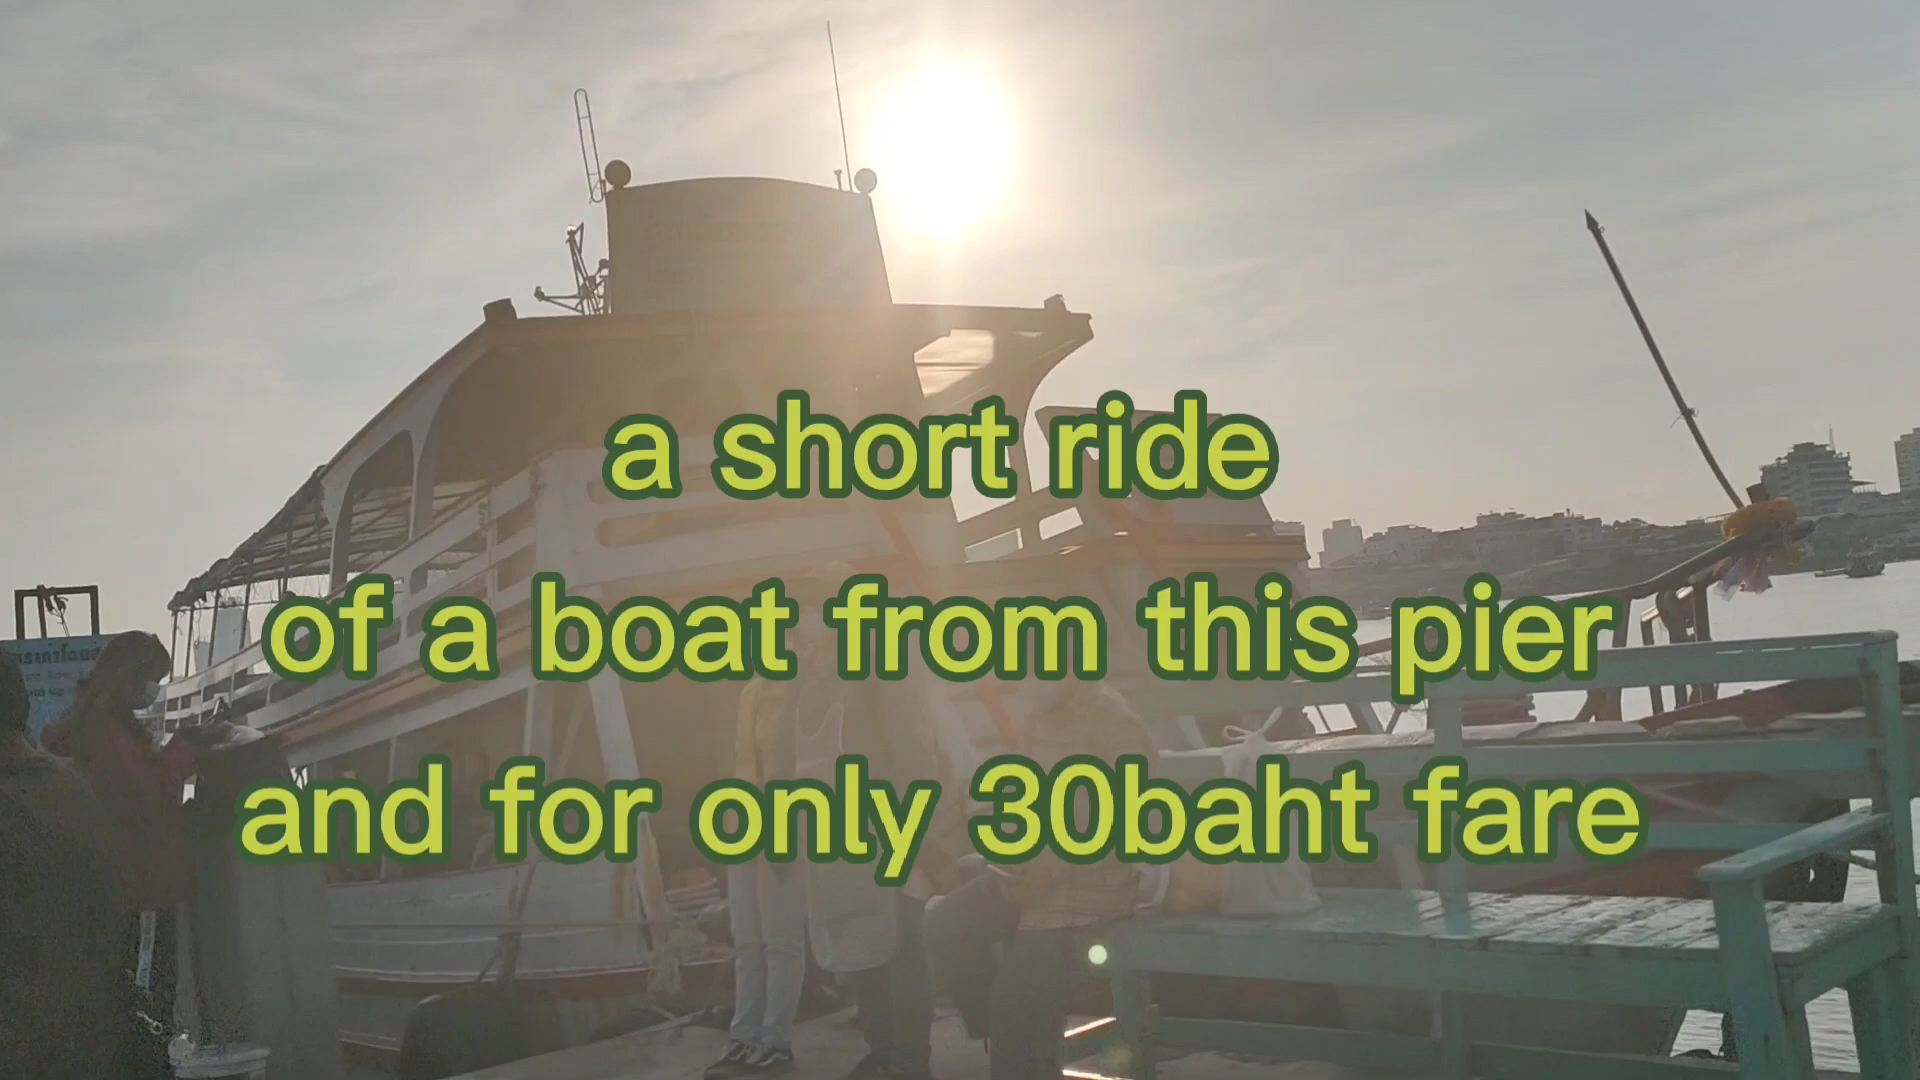 a short ride
of a boat from this pier
and for only 30baht fare